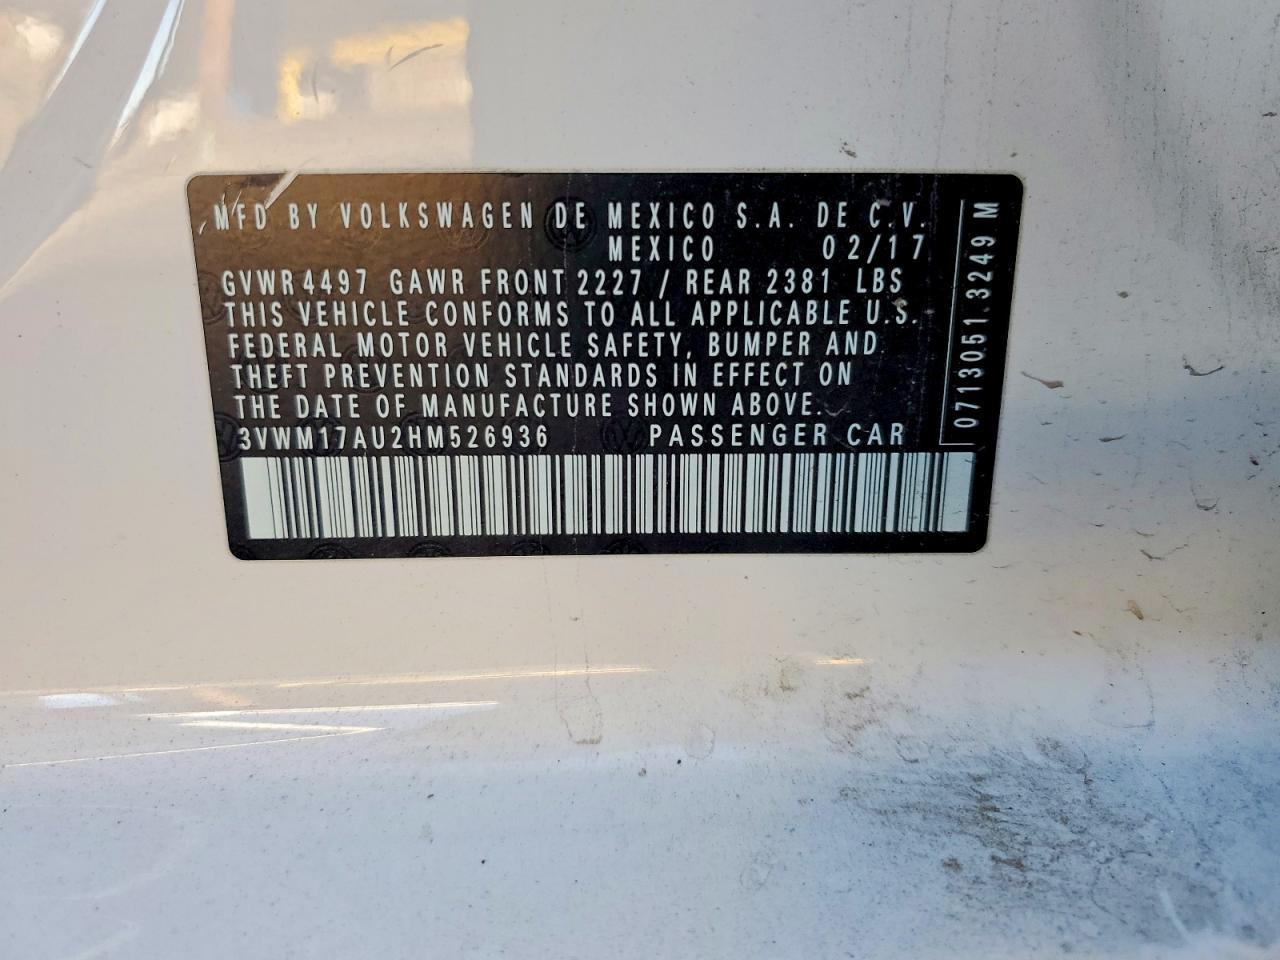 MFD BY VOLKSWAGEN DE MEXICO S.A. DE C.V.
MEXICO 02/17
GVWR 4497 GAWR FRONT 2227 / REAR 2381 LBS
THIS VEHICLE CONFORMS TO ALL APPLICABLE U.S.
FEDERAL MOTOR VEHICLE SAFETY, BUMPER AND
THEFT PREVENTION STANDARDS IN EFFECT ON
THE DATE OF MANUFACTURE SHOWN ABOVE.
3VWM17AU2HM526936 PASSENGER CAR
0713051.3249 M